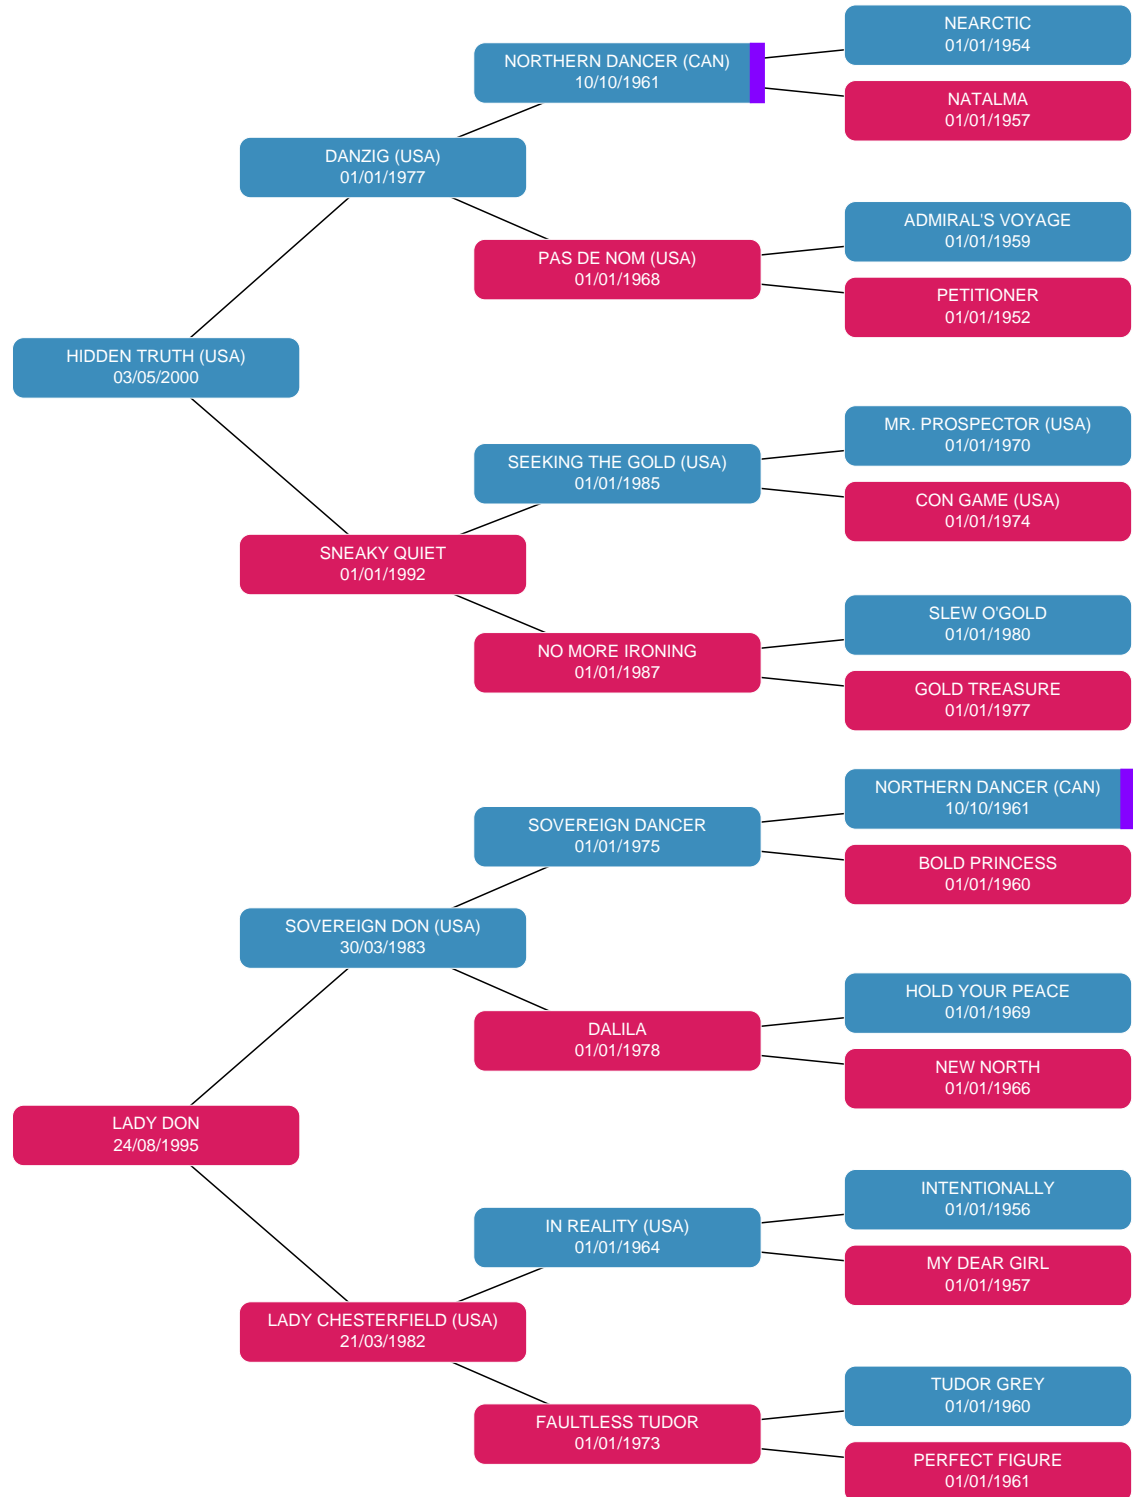 NEARCTIC
01/01/1954
NORTHERN DANCER (CAN)
10/10/1961
NATALMA
01/01/1957
DANZIG (USA)
01/01/1977
ADMIRAL'S VOYAGE
01/01/1959
PAS DE NOM (USA)
01/01/1968
PETITIONER
01/01/1952
HIDDEN TRUTH (USA)
03/05/2000
MR. PROSPECTOR (USA)
01/01/1970
SEEKING THE GOLD (USA)
01/01/1985
CON GAME (USA)
01/01/1974
SNEAKY QUIET
01/01/1992
SLEW O'GOLD
01/01/1980
NO MORE IRONING
01/01/1987
GOLD TREASURE
01/01/1977
NORTHERN DANCER (CAN)
10/10/1961
SOVEREIGN DANCER
01/01/1975
BOLD PRINCESS
01/01/1960
SOVEREIGN DON (USA)
30/03/1983
HOLD YOUR PEACE
01/01/1969
DALILA
01/01/1978
NEW NORTH
01/01/1966
LADY DON
24/08/1995
INTENTIONALLY
01/01/1956
IN REALITY (USA)
01/01/1964
MY DEAR GIRL
01/01/1957
LADY CHESTERFIELD (USA)
21/03/1982
TUDOR GREY
01/01/1960
FAULTLESS TUDOR
01/01/1973
PERFECT FIGURE
01/01/1961